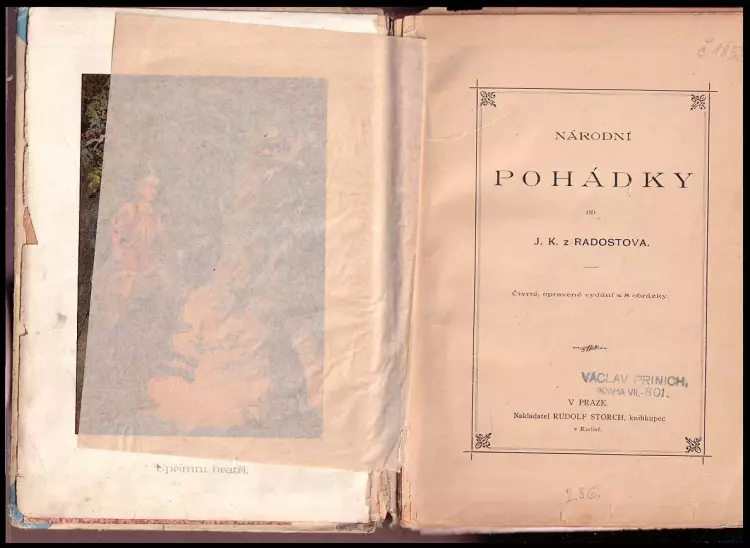 Upřímní bratři.
NÁRODNÍ
POHÁDKY
OD
J. K. z RADOSTOVA.
Čtvrté, opravené vydání s 8 obrázky.
VÁCLAV PRINICH,
PRAHA VII.-801.
V PRAZE.
Nakladatel RUDOLF STORCH, knihkupec
v Karlíně.
286.